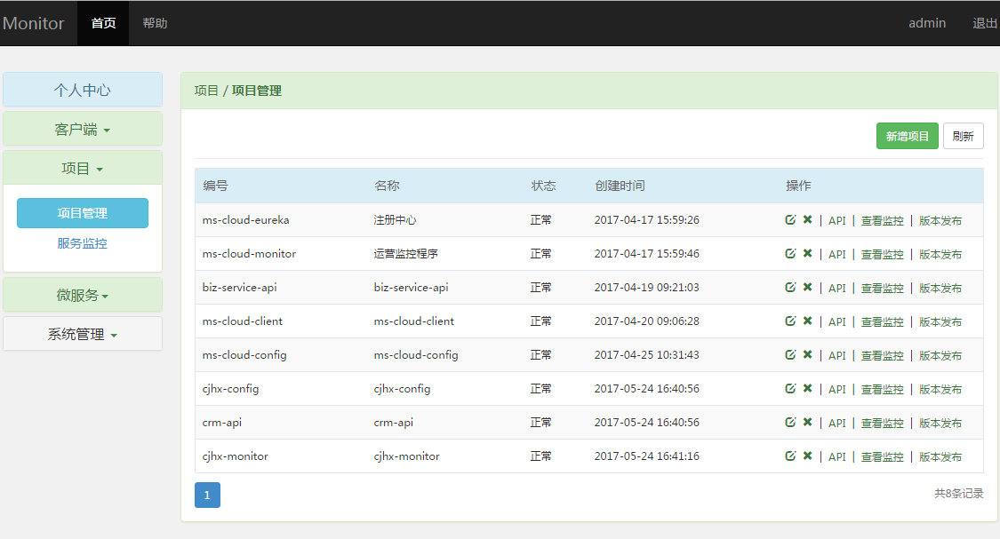 Monitor 首页 帮助 admin 退出
个人中心
客户端
项目
项目管理
服务监控
微服务
系统管理
项目 / 项目管理
新增项目 刷新
编号 名称 状态 创建时间 操作
ms-cloud-eureka 注册中心 正常 2017-04-17 15:59:26 | API | 查看监控 | 版本发布
ms-cloud-monitor 运营监控程序 正常 2017-04-17 15:59:46 | API | 查看监控 | 版本发布
biz-service-api biz-service-api 正常 2017-04-19 09:21:03 | API | 查看监控 | 版本发布
ms-cloud-client ms-cloud-client 正常 2017-04-20 09:06:28 | API | 查看监控 | 版本发布
ms-cloud-config ms-cloud-config 正常 2017-04-25 10:31:43 | API | 查看监控 | 版本发布
cjhx-config cjhx-config 正常 2017-05-24 16:40:56 | API | 查看监控 | 版本发布
crm-api crm-api 正常 2017-05-24 16:40:56 | API | 查看监控 | 版本发布
cjhx-monitor cjhx-monitor 正常 2017-05-24 16:41:16 | API | 查看监控 | 版本发布
1 共8条记录